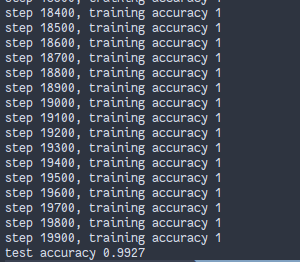 step 18400, training accuracy 1
step 18500, training accuracy 1
step 18600, training accuracy 1
step 18700, training accuracy 1
step 18800, training accuracy 1
step 18900, training accuracy 1
step 19000, training accuracy 1
step 19100, training accuracy 1
step 19200, training accuracy 1
step 19300, training accuracy 1
step 19400, training accuracy 1
step 19500, training accuracy 1
step 19600, training accuracy 1
step 19700, training accuracy 1
step 19800, training accuracy 1
step 19900, training accuracy 1
test accuracy 0.9927